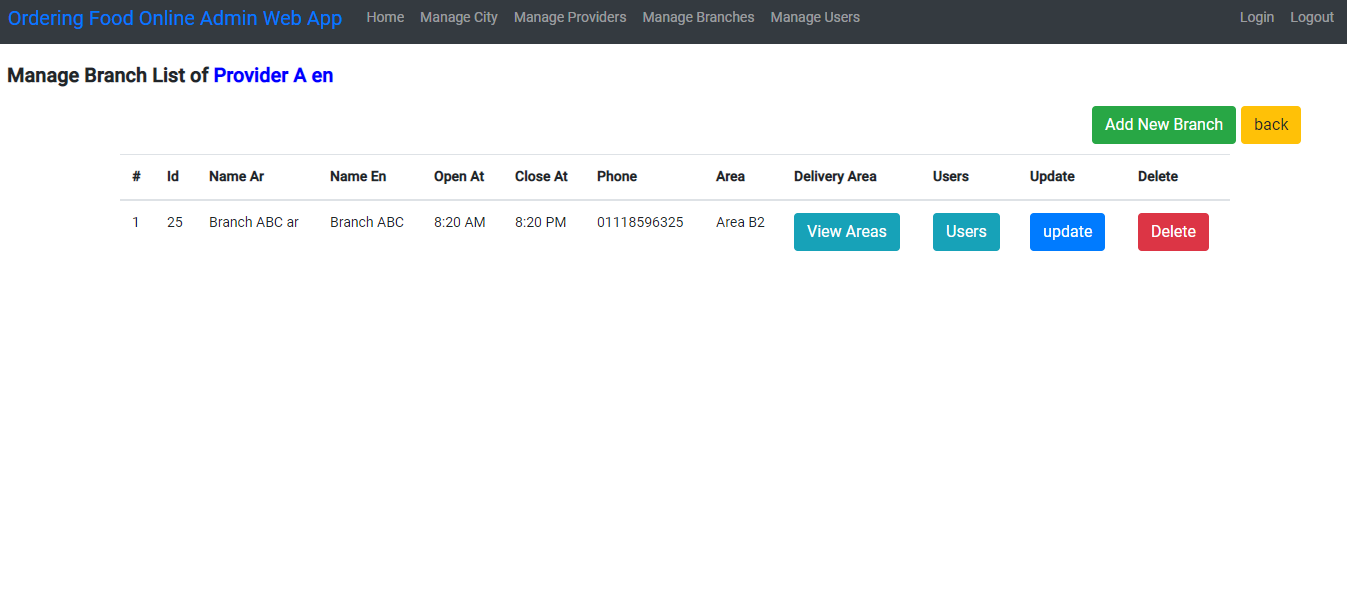 Ordering Food Online Admin Web App Home Manage City Manage Providers Manage Branches Manage Users Login Logout
Manage Branch List of Provider A en
Add New Branch back
# Id Name Ar Name En Open At Close At Phone Area Delivery Area Users Update Delete
1 25 Branch ABC ar Branch ABC 8:20 AM 8:20 PM 01118596325 Area B2 View Areas Users update Delete